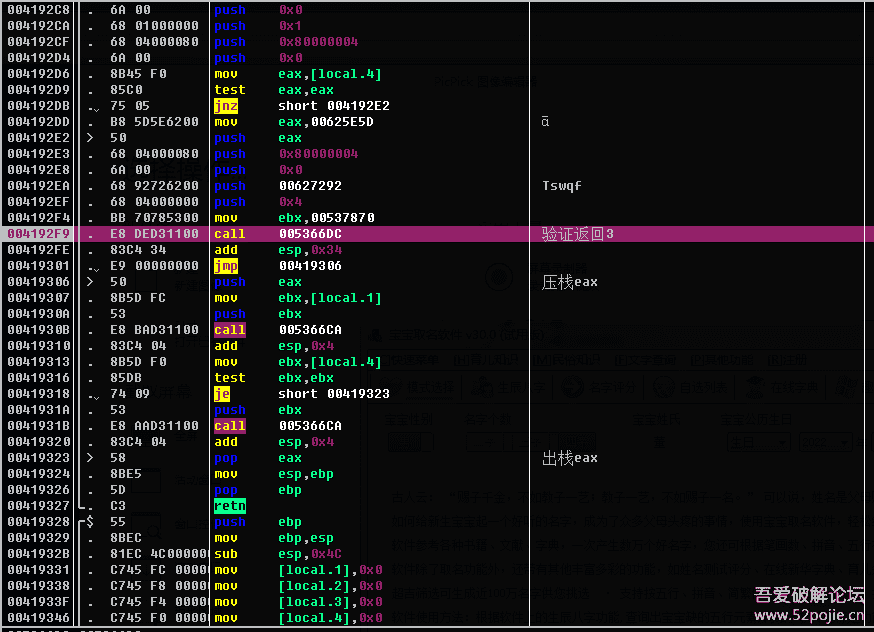 004192C8 . 6A 00 push 0x0
004192CA . 68 01000000 push 0x1
004192CF . 68 04000080 push 0x80000004
004192D4 . 6A 00 push 0x0
004192D6 . 8B45 F0 mov eax,[local.4]
004192D9 . 85C0 test eax,eax
004192DB . 75 05 jnz short 004192E2
004192DD . B8 5D5E6200 mov eax,00625E5D ā
004192E2 > 50 push eax
004192E3 . 68 04000080 push 0x80000004
004192E8 . 6A 00 push 0x0
004192EA . 68 92726200 push 00627292 Tswqf
004192EF . 68 04000000 push 0x4
004192F4 . BB 70785300 mov ebx,00537870
004192F9 . E8 DED31100 call 005366DC 验证返回3
004192FE . 83C4 34 add esp,0x34
00419301 . E9 00000000 jmp 00419306
00419306 > 50 push eax 压栈eax
00419307 . 8B5D FC mov ebx,[local.1]
0041930A . 53 push ebx
0041930B . E8 BAD31100 call 005366CA
00419310 . 83C4 04 add esp,0x4
00419313 . 8B5D F0 mov ebx,[local.4]
00419316 . 85DB test ebx,ebx
00419318 . 74 09 je short 00419323
0041931A . 53 push ebx
0041931B . E8 AAD31100 call 005366CA
00419320 . 83C4 04 add esp,0x4
00419323 > 58 pop eax 出栈eax
00419324 . 8BE5 mov esp,ebp
00419326 . 5D pop ebp
00419327 . C3 retn
00419328 $ 55 push ebp
00419329 . 8BEC mov ebp,esp
0041932B . 81EC 4C00000 sub esp,0x4C
00419331 . C745 FC 0000 mov [local.1],0x0
00419338 . C745 F8 0000 mov [local.2],0x0
0041933F . C745 F4 0000 mov [local.3],0x0
00419346 . C745 F0 0000 mov [local.4],0x0
吾爱破解论坛
www.52pojie.cn